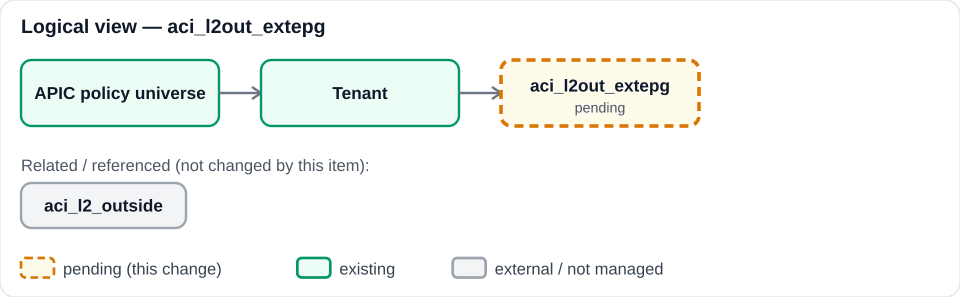 Logical view — aci_l2out_extepg
APIC policy universe
Tenant
aci_l2out_extepg
pending
Related / referenced (not changed by this item):
aci_l2_outside
pending (this change)
existing
external / not managed